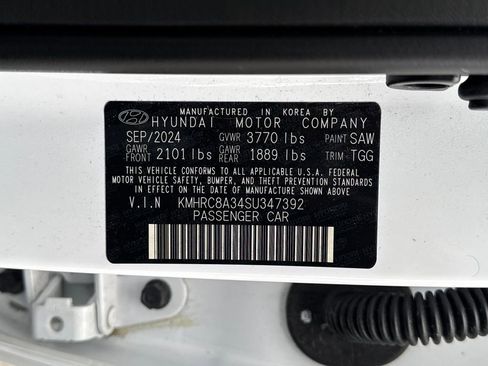 MANUFACTURED IN KOREA BY
HYUNDAI MOTOR COMPANY
SEP/2024 GVWR 3770 lbs PAINT SAW
GAWR FRONT 2101 lbs GAWR REAR 1889 lbs TRIM TGG
THIS VEHICLE CONFORMS TO ALL APPLICABLE U.S.A. FEDERAL
MOTOR VEHICLE SAFETY, BUMPER, AND THEFT PREVENTION
STANDARDS IN EFFECT ON THE DATE OF MANUFACTURE SHOWN ABOVE
V.I.N KMHRC8A34SU347392
PASSENGER CAR